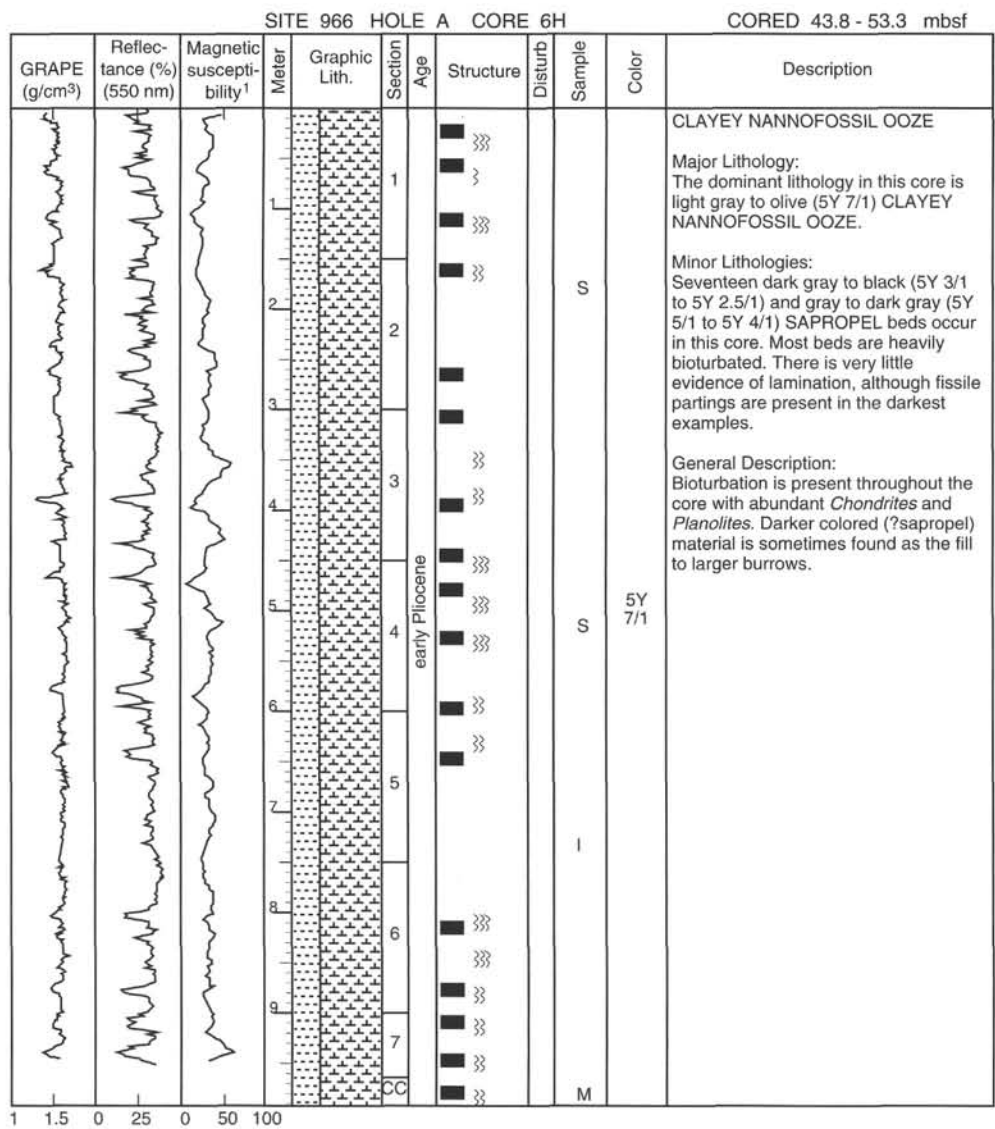 SITE 966 HOLE A CORE 6H CORED 43.8 - 53.3 mbsf
GRAPE
(g/cm3)
Reflec-
tance (%)
(550 nm)
Magnetic
suscepti-
bility1
Meter
Graphic
Lith.
Section
Age
Structure
Disturb
Sample
Color
Description
1
2
3
4
5
6
7
8
9
1
2
3
4
5
6
7
CC
early Pliocene
S
S
I
M
5Y
7/1
CLAYEY NANNOFOSSIL OOZE
Major Lithology:
The dominant lithology in this core is
light gray to olive (5Y 7/1) CLAYEY
NANNOFOSSIL OOZE.
Minor Lithologies:
Seventeen dark gray to black (5Y 3/1
to 5Y 2.5/1) and gray to dark gray (5Y
5/1 to 5Y 4/1) SAPROPEL beds occur
in this core. Most beds are heavily
bioturbated. There is very little
evidence of lamination, although fissile
partings are present in the darkest
examples.
General Description:
Bioturbation is present throughout the
core with abundant Chondrites and
Planolites. Darker colored (?sapropel)
material is sometimes found as the fill
to larger burrows.
1 1.5 0 25 0 50 100